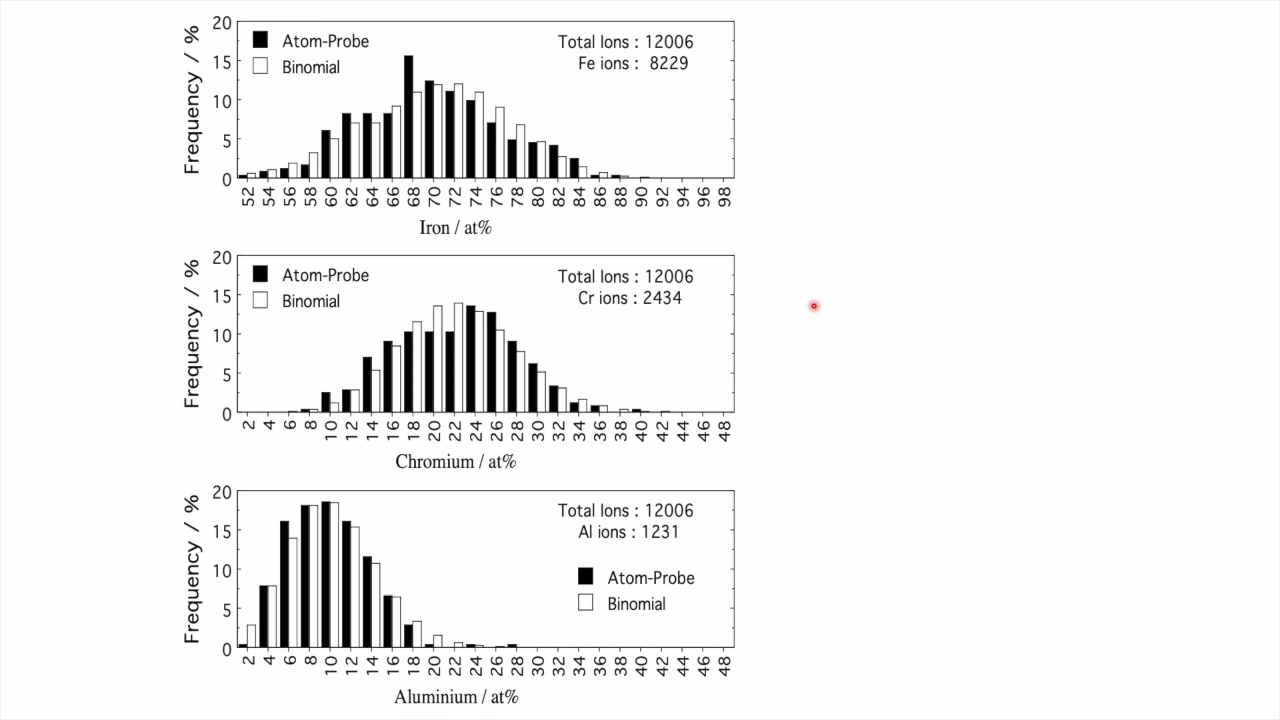 Frequency / %
20
15
10
5
0
Atom-Probe
Binomial
Total Ions : 12006
Fe ions : 8229
52 54 56 58 60 62 64 66 68 70 72 74 76 78 80 82 84 86 88 90 92 94 96 98
Iron / at%
Frequency / %
20
15
10
5
0
Atom-Probe
Binomial
Total Ions : 12006
Cr ions : 2434
2 4 6 8 10 12 14 16 18 20 22 24 26 28 30 32 34 36 38 40 42 44 46 48
Chromium / at%
Frequency / %
20
15
10
5
0
Total Ions : 12006
Al ions : 1231
Atom-Probe
Binomial
2 4 6 8 10 12 14 16 18 20 22 24 26 28 30 32 34 36 38 40 42 44 46 48
Aluminium / at%